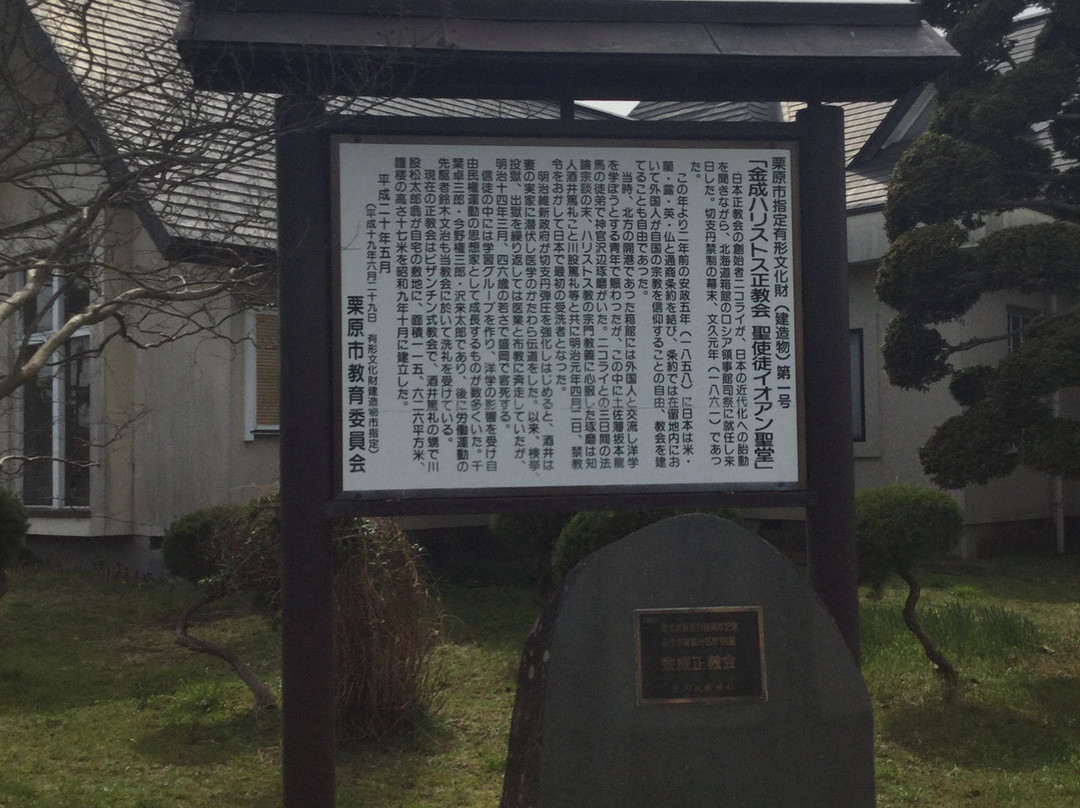 栗原市指定有形文化財(建造物)第一号
「金成ハリストス正教会 聖使徒イオアン聖堂」
日本正教会の創始者ニコライが、日本の近代化への胎動
を聞きながら、北海道箱館のロシア領事館司祭に就任し来
日した。切支丹禁制の幕末、文久元年(一八六一)であっ
た。
この年より三年前の安政五年(一八五八)に日本は米・
蘭・露・英・仏と通商条約を結び、条約では在留地内にお
いて外国人が自国の宗教を信仰することの自由、教会を建
てることも自由であった。
当時、北方の開港であった箱館には外国人と交流し洋学
を学ぼうとする青年で賑わったが、この中に土佐藩坂本龍
馬の従弟で神官沢辺琢磨がいた。ニコライとの三日間の法
論宗談の末、ハリストス教の宗門教義に心服した琢磨は知
人酒井篤礼ことⅡ股篤礼等と共に明治元年四月二日、禁教
令をおかして日本で最初の受洗者となった。
明治維新政府が切支丹弾圧を強化しはじめると、酒井は
妻の実家に潜伏し医学のかたわら伝道をした。以来、検挙、
投獄、出獄を繰り返しては医業と布教に奔走していたが、
明治十四年三月、四六歳の若さで盛岡で客死する。
信徒の中には学習グループを作り、洋学の影響を受け自
由民権運動の思想家として成長するものが数多くいた。千
葉卓三郎・今野権三郎・沢来太郎であり、後に労働運動の
先駆者鈴木文治も当教会に於いて洗礼を受けている。
現在の正教会はビザンチン式教会で、酒井篤礼の甥で川
股松太郎翁が自宅の敷地に、面積一一五、六二六平方米、
鐘楼の高さ十七米を昭和九年十月に建立した。
平成二十年五月
(平成十九年六月二十九日 有形文化財建造物市指定)
栗原市教育委員会
金成正教会